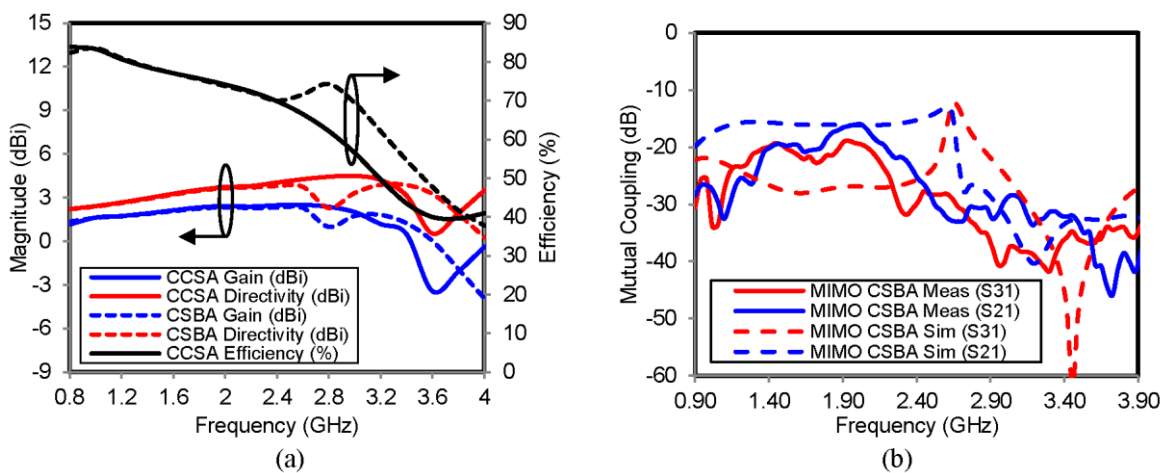 15
12
9
6
3
0
-3
-6
-9
Magnitude (dBi)
90
80
70
60
50
40
30
20
10
0
Efficiency (%)
CCSA Gain (dBi)
CCSA Directivity (dBi)
CSBA Gain (dBi)
CSBA Directivity (dBi)
CCSA Efficiency (%)
0.8 1.2 1.6 2 2.4 2.8 3.2 3.6 4
Frequency (GHz)
(a)
0
-10
-20
-30
-40
-50
-60
Mutual Coupling (dB)
MIMO CSBA Meas (S31)
MIMO CSBA Meas (S21)
MIMO CSBA Sim (S31)
MIMO CSBA Sim (S21)
0.90 1.40 1.90 2.40 2.90 3.40 3.90
Frequency (GHz)
(b)